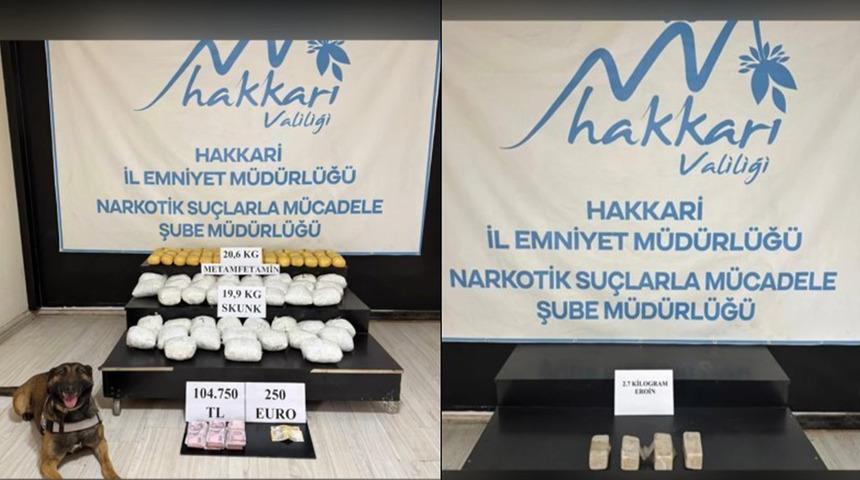 hakkari
Valiliği
HAKKARİ
İL EMNİYET MÜDÜRLÜĞÜ
NARKOTİK SUÇLARLA MÜCADELE
ŞUBE MÜDÜRLÜĞÜ
20,6 KG
METAMFETAMİN
19,9 KG
SKUNK
104.750
TL
250
EURO
hakkari
Valiliği
HAKKARİ
İL EMNİYET MÜDÜRLÜĞÜ
NARKOTİK SUÇLARLA MÜCADELE
ŞUBE MÜDÜRLÜĞÜ
2.7 KİLOGRAM
EROİN